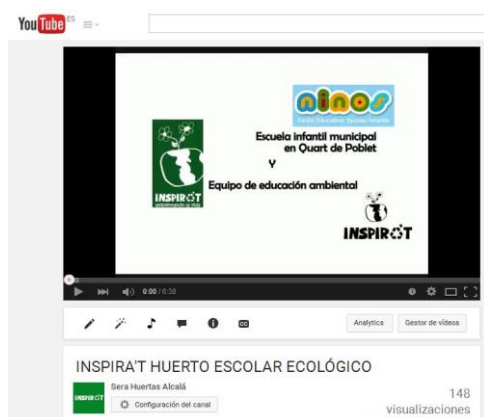 YouTube ES
ninos
Escuela infantil municipal
en Quart de Poblet
Y
Equipo de educación ambiental
INSPIRA'T
INSPIRA'T
0:00 / 6:38
Analytics
Gestor de vídeos
INSPIRA'T HUERTO ESCOLAR ECOLÓGICO
Sera Huertas Alcalá
Configuración del canal
148
visualizaciones